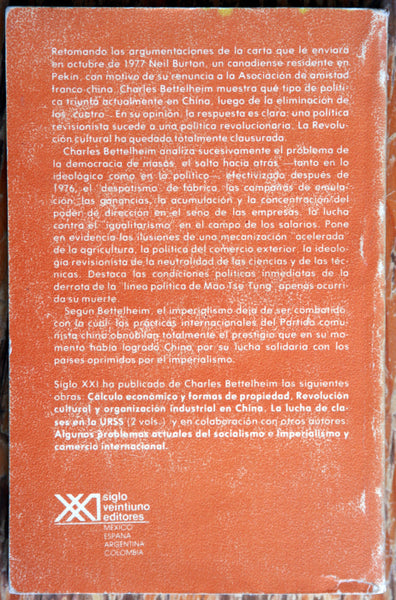 Retomando las argumentaciones de la carta que le enviará
en octubre de 1977 Neil Burton, un canadiense residente en
Pekín, con motivo de su renuncia a la Asociación de amistad
franco-china, Charles Bettelheim muestra qué tipo de políti-
ca triunfa actualmente en China, luego de la eliminación de
los "cuatro". En su opinión, la respuesta es clara: una política
revisionista sucede a una política revolucionaria. La Revolu-
ción cultural ha quedado totalmente clausurada.
Charles Bettelheim analiza sucesivamente el problema de
la democracia de masas, el salto hacia atrás —tanto en lo
ideológico como en la política— efectivizado después de
1976, el "despotismo" de fábrica, las campañas de emula-
ción, las ganancias, la acumulación y la concentración del
poder de dirección en el seno de las empresas, la lucha
contra el "igualitarismo" en el campo de los salarios. Pone
en evidencia las ilusiones de una mecanización "acelerada"
de la agricultura, la política del comercio exterior, la ideolo-
gía revisionista de la neutralidad de las ciencias y de las téc-
nicas. Destaca las condiciones políticas inmediatas de la
derrota de la "línea política de Mao Tse Tung" apenas ocurri-
da su muerte.
Según Bettelheim, el imperialismo deja de ser combatido,
con lo cual las prácticas internacionales del Partido comu-
nista chino obnubilan totalmente el prestigio que en su mo-
mento había logrado China por su lucha solidaria con los
países oprimidos por el imperialismo.
Siglo XXI ha publicado de Charles Bettelheim las siguientes
obras: Cálculo económico y formas de propiedad, Revolución
cultural y organización industrial en China, La lucha de cla-
ses en la URSS (2 vols.) y en colaboración con otros autores:
Algunos problemas actuales del socialismo e Imperialismo y
comercio internacional.
XXI
siglo
veintiuno
editores
MÉXICO
ESPAÑA
ARGENTINA
COLOMBIA